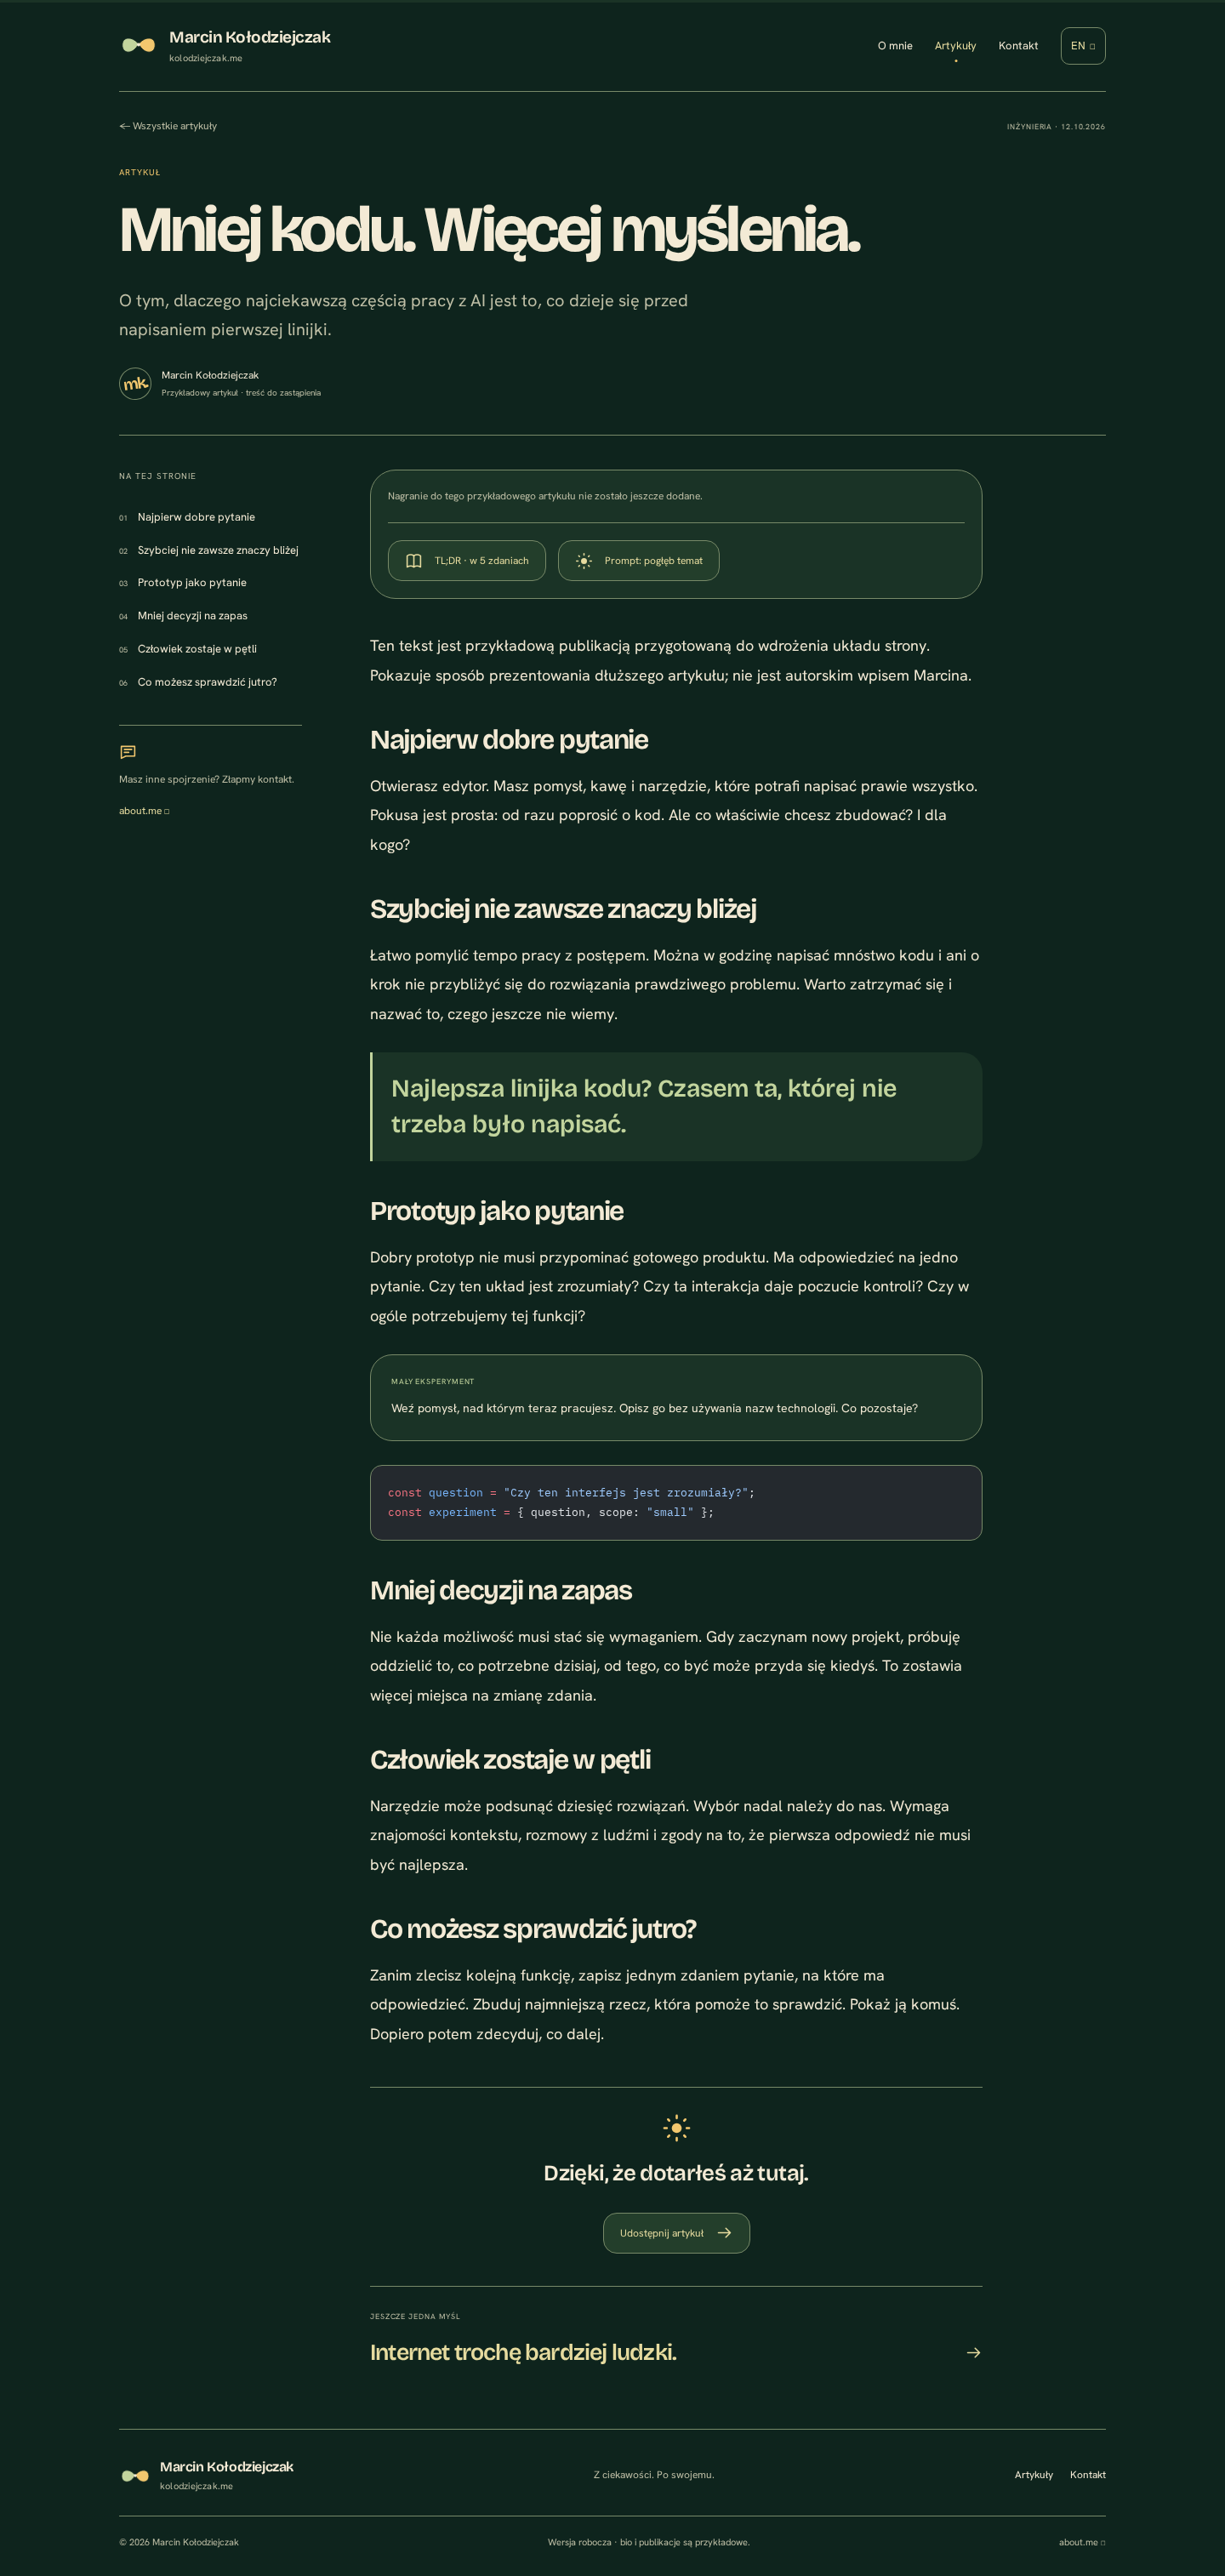 Marcin Kołodziejczak
kolodziejczak.me
O mnie
Artykuły
Kontakt
EN
← Wszystkie artykuły
INŻYNIERIA · 12.10.2026
ARTYKUŁ
Mniej kodu. Więcej myślenia.
O tym, dlaczego najciekawszą częścią pracy z AI jest to, co dzieje się przed
napisaniem pierwszej linijki.
mk.
Marcin Kołodziejczak
Przykładowy artykuł · treść do zastąpienia
NA TEJ STRONIE
01 Najpierw dobre pytanie
02 Szybciej nie zawsze znaczy bliżej
03 Prototyp jako pytanie
04 Mniej decyzji na zapas
05 Człowiek zostaje w pętli
06 Co możesz sprawdzić jutro?
Masz inne spojrzenie? Złapmy kontakt.
about.me
Nagranie do tego przykładowego artykułu nie zostało jeszcze dodane.
TL;DR · w 5 zdaniach
Prompt: pogłęb temat
Ten tekst jest przykładową publikacją przygotowaną do wdrożenia układu strony.
Pokazuje sposób prezentowania dłuższego artykułu; nie jest autorskim wpisem Marcina.
Najpierw dobre pytanie
Otwierasz edytor. Masz pomysł, kawę i narzędzie, które potrafi napisać prawie wszystko.
Pokusa jest prosta: od razu poprosić o kod. Ale co właściwie chcesz zbudować? I dla
kogo?
Szybciej nie zawsze znaczy bliżej
Łatwo pomylić tempo pracy z postępem. Można w godzinę napisać mnóstwo kodu i ani o
krok nie przybliżyć się do rozwiązania prawdziwego problemu. Warto zatrzymać się i
nazwać to, czego jeszcze nie wiemy.
Najlepsza linijka kodu? Czasem ta, której nie
trzeba było napisać.
Prototyp jako pytanie
Dobry prototyp nie musi przypominać gotowego produktu. Ma odpowiedzieć na jedno
pytanie. Czy ten układ jest zrozumiały? Czy ta interakcja daje poczucie kontroli? Czy w
ogóle potrzebujemy tej funkcji?
MAŁY EKSPERYMENT
Weź pomysł, nad którym teraz pracujesz. Opisz go bez używania nazw technologii. Co pozostaje?
const question = "Czy ten interfejs jest zrozumiały?";
const experiment = { question, scope: "small" };
Mniej decyzji na zapas
Nie każda możliwość musi stać się wymaganiem. Gdy zaczynam nowy projekt, próbuję
oddzielić to, co potrzebne dzisiaj, od tego, co być może przyda się kiedyś. To zostawia
więcej miejsca na zmianę zdania.
Człowiek zostaje w pętli
Narzędzie może podsunąć dziesięć rozwiązań. Wybór nadal należy do nas. Wymaga
znajomości kontekstu, rozmowy z ludźmi i zgody na to, że pierwsza odpowiedź nie musi
być najlepsza.
Co możesz sprawdzić jutro?
Zanim zlecisz kolejną funkcję, zapisz jednym zdaniem pytanie, na które ma
odpowiedzieć. Zbuduj najmniejszą rzecz, która pomoże to sprawdzić. Pokaż ją komuś.
Dopiero potem zdecyduj, co dalej.
Dzięki, że dotarłeś aż tutaj.
Udostępnij artykuł →
JESZCZE JEDNA MYŚL
Internet trochę bardziej ludzki. →
Marcin Kołodziejczak
kolodziejczak.me
Z ciekawości. Po swojemu.
Artykuły
Kontakt
© 2026 Marcin Kołodziejczak
Wersja robocza · bio i publikacje są przykładowe.
about.me